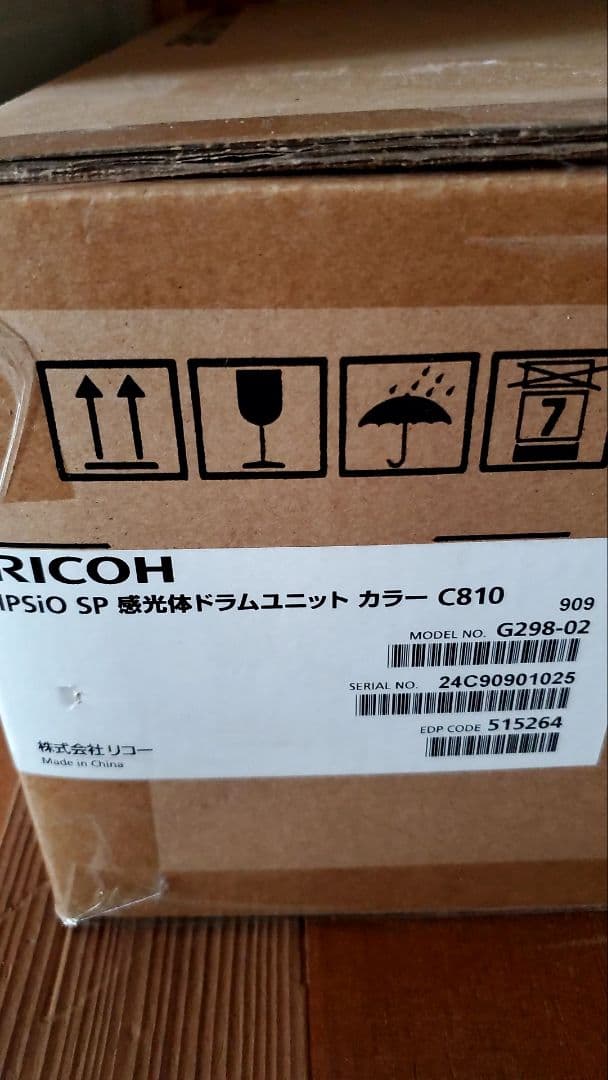 7
RICOH
IPSiO SP 感光体ドラムユニット カラー C810
909
MODEL NO. G298-02
SERIAL NO. 24C90901025
EDP CODE 515264
株式会社リコー
Made in China